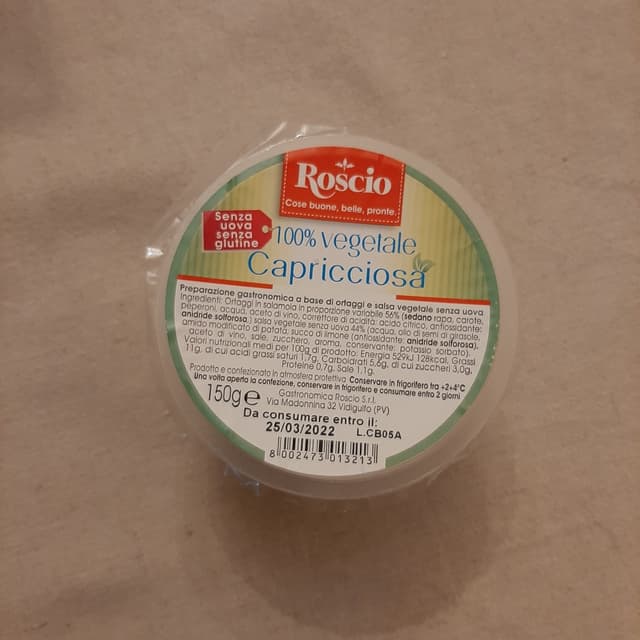 Roscio
Cose buone, belle, pronte.
Senza
uova
senza
glutine
100% vegetale
Capricciosa
Preparazione gastronomica a base di ortaggi e salsa vegetale senza uova
Ingredienti: Ortaggi in salamoia in proporzione variabile 56% (sedano rapa, carote,
peperoni, acqua, aceto di vino, correttore di acidità: acido citrico, antiossidante:
anidride solforosa,) salsa vegetale senza uova 44% (acqua, olio di semi di girasole,
amido modificato di patata, succo di limone (antiossidante: anidride solforosa),
aceto di vino, sale, zucchero, aroma, conservante: potassio sorbato).
Valori nutrizionali medi per 100g di prodotto: Energia 529kJ 128kcal, Grassi
11g, di cui acidi grassi saturi 1,7g, Carboidrati 5,6g, di cui zuccheri 3,0g,
Proteine 0,7g, Sale 1,1g.
Prodotto e confezionato in atmosfera protettiva Conservare in frigorifero tra +2+4°C
Una volta aperta la confezione, conservare in frigorifero e consumare entro 2 giorni
150g℮
Gastronomica Roscio S.r.l.
Via Madonnina 32 Vidigulfo (PV)
Da consumare entro il:
25/03/2022 L.CB05A
8 002473 013213